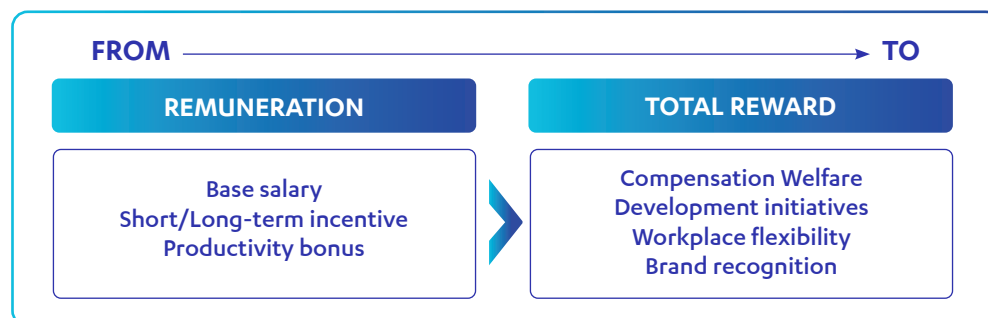 FROM TO
REMUNERATION
TOTAL REWARD
Base salary
Short/Long-term incentive
Productivity bonus
Compensation Welfare
Development initiatives
Workplace flexibility
Brand recognition